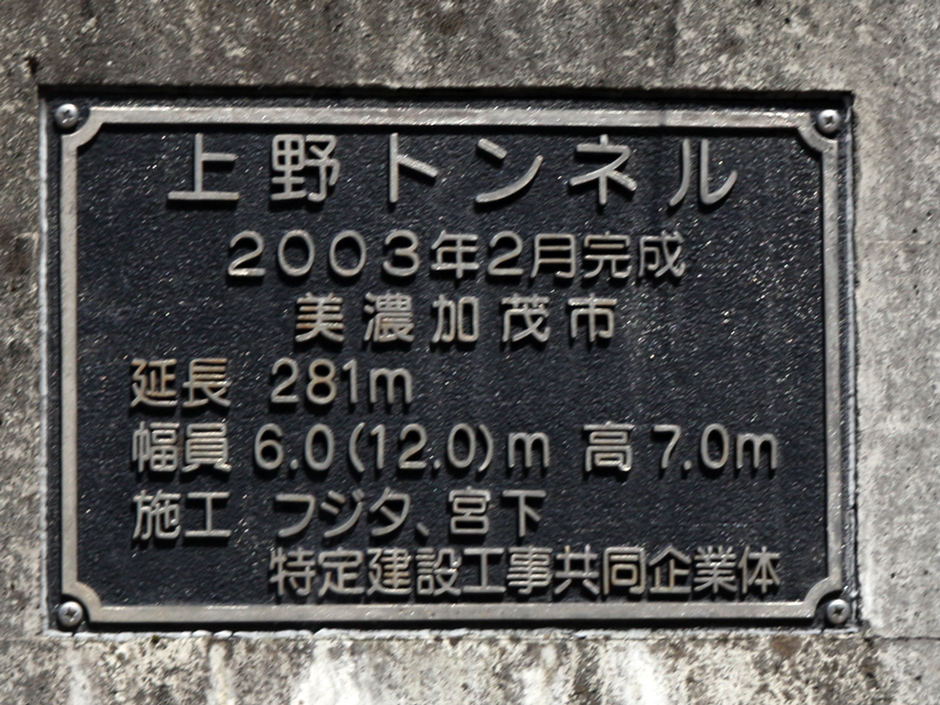 上野トンネル
2003年2月完成
美濃加茂市
延長 281m
幅員 6.0(12.0)m 高 7.0m
施工 フジタ、宮下
特定建設工事共同企業体